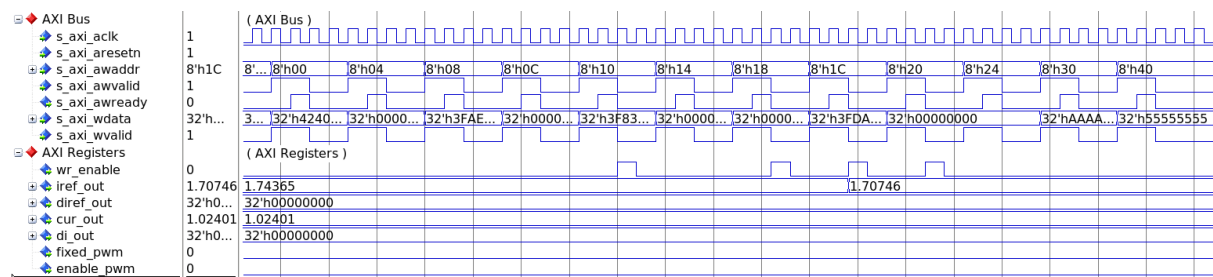 AXI Bus ( AXI Bus )
s_axi_aclk 1
s_axi_aresetn 1
s_axi_awaddr 8'h1C 8'... 8'h00 8'h04 8'h08 8'h0C 8'h10 8'h14 8'h18 8'h1C 8'h20 8'h24 8'h30 8'h40
s_axi_awvalid 1
s_axi_awready 0
s_axi_wdata 32'h... 3... 32'h4240... 32'h0000... 32'h3FAE... 32'h0000... 32'h3F83... 32'h0000... 32'h0000... 32'h3FDA... 32'h00000000 32'hAAAA... 32'h55555555
s_axi_wvalid 1
AXI Registers ( AXI Registers )
wr_enable 0
iref_out 1.70746 1.74365 1.70746
diref_out 32'h0... 32'h00000000
cur_out 1.02401 1.02401
di_out 32'h0... 32'h00000000
fixed_pwm 0
enable_pwm 0